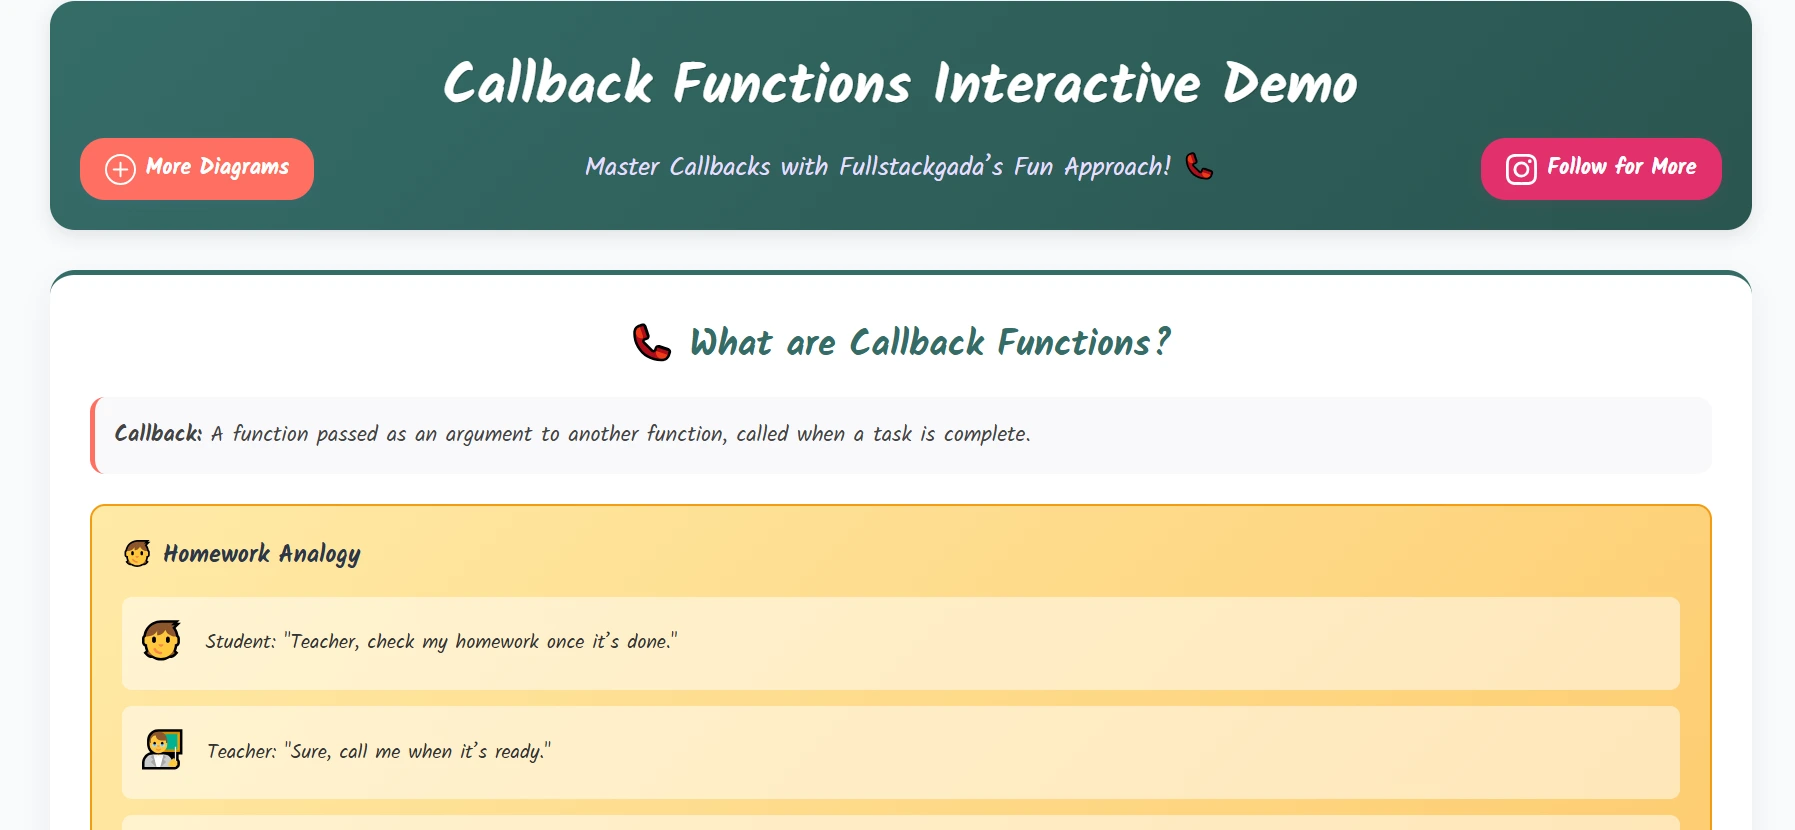 Callback Functions Interactive Demo
More Diagrams
Master Callbacks with Fullstackgada’s Fun Approach!
Follow for More
What are Callback Functions?
Callback: A function passed as an argument to another function, called when a task is complete.
Homework Analogy
Student: "Teacher, check my homework once it’s done."
Teacher: "Sure, call me when it’s ready."